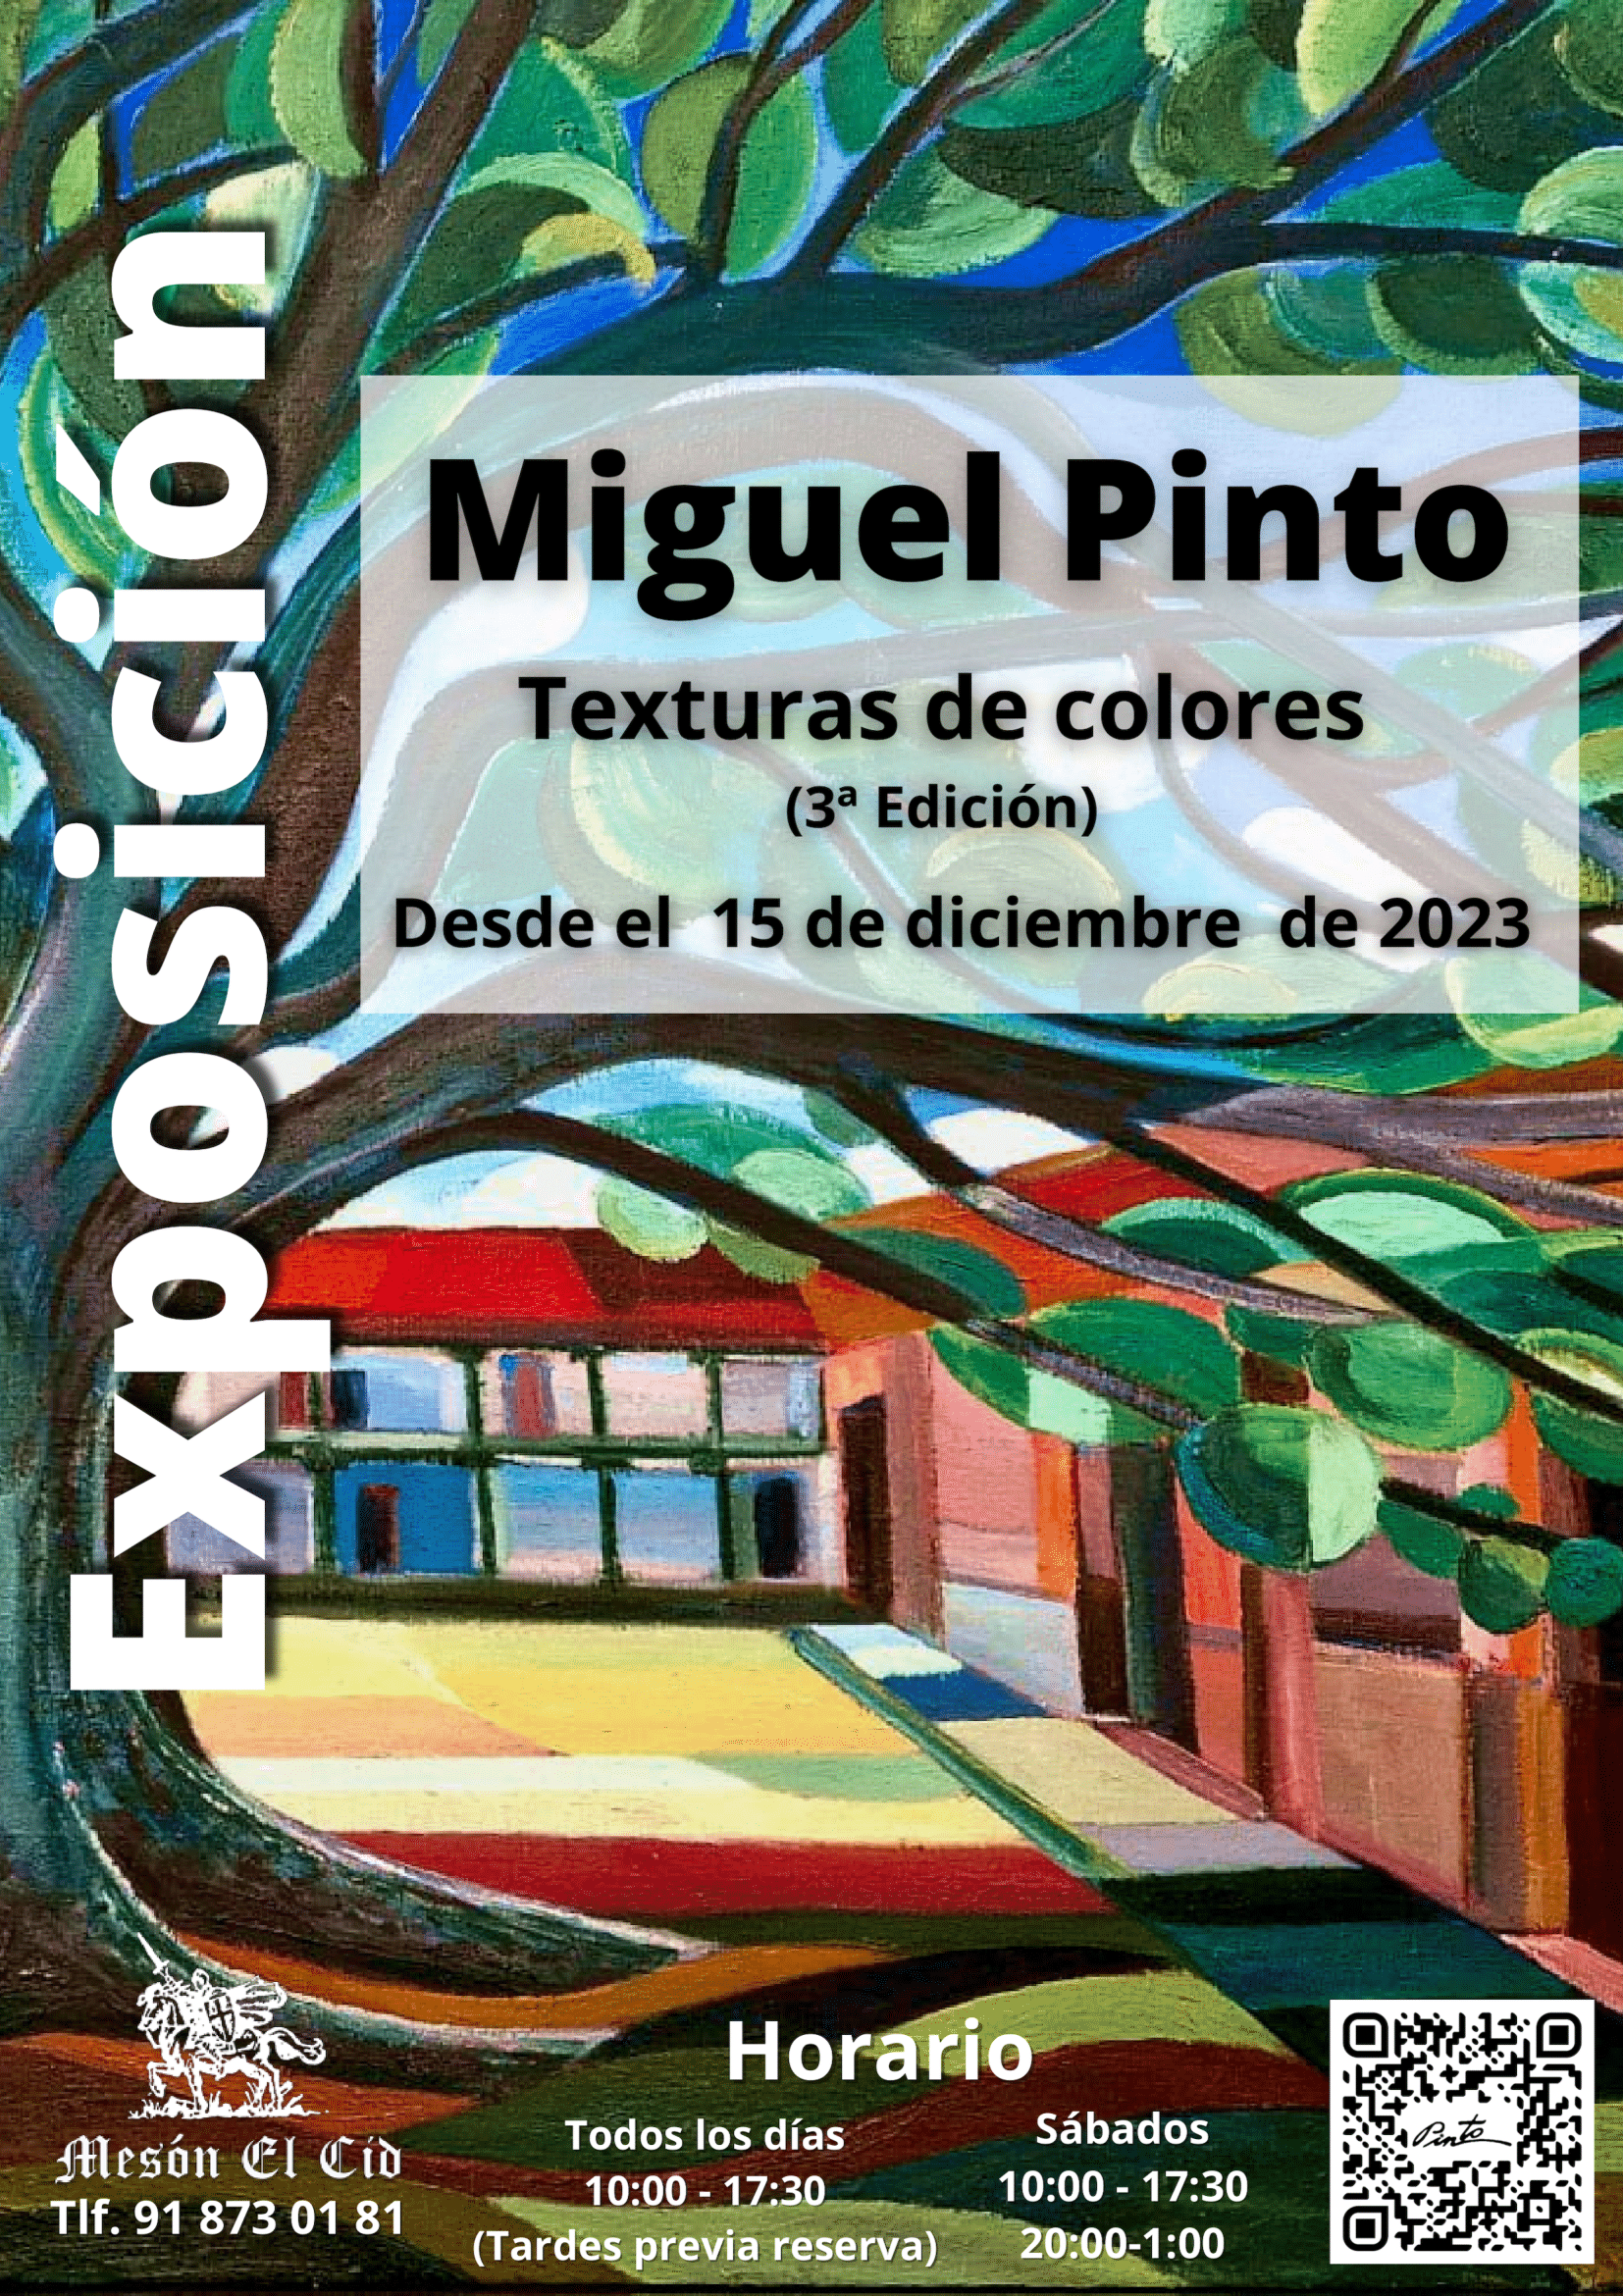 Exposición
Miguel Pinto
Texturas de colores
(3ª Edición)
Desde el 15 de diciembre de 2023
Mesón El Cid
Tlf. 91 873 01 81
Horario
Todos los días
10:00 - 17:30
(Tardes previa reserva)
Sábados
10:00 - 17:30
20:00-1:00
Pinto